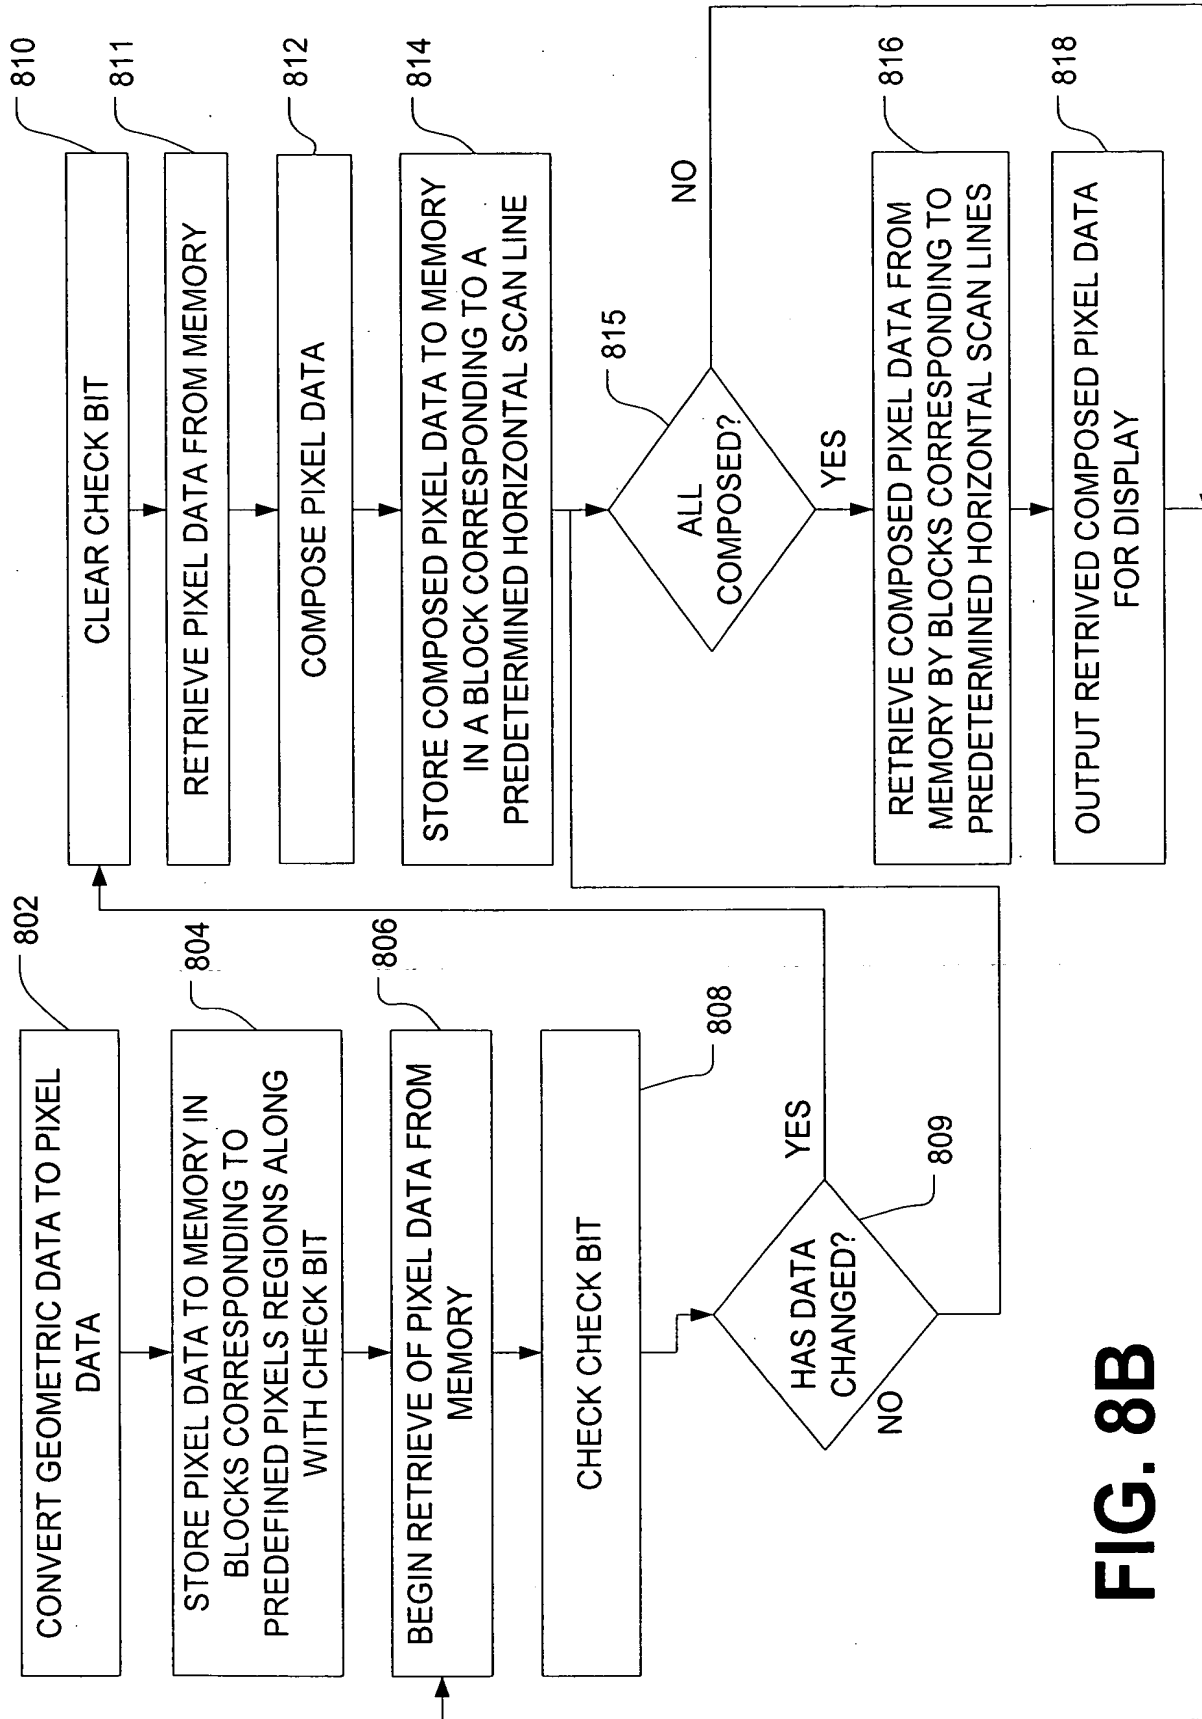 802
CONVERT GEOMETRIC DATA TO PIXEL
DATA
804
STORE PIXEL DATA TO MEMORY IN
BLOCKS CORRESPONDING TO
PREDEFINED PIXELS REGIONS ALONG
WITH CHECK BIT
806
BEGIN RETRIEVE OF PIXEL DATA FROM
MEMORY
808
CHECK CHECK BIT
809
HAS DATA
CHANGED?
YES
NO
810
CLEAR CHECK BIT
811
RETRIEVE PIXEL DATA FROM MEMORY
812
COMPOSE PIXEL DATA
814
STORE COMPOSED PIXEL DATA TO MEMORY
IN A BLOCK CORRESPONDING TO A
PREDETERMINED HORIZONTAL SCAN LINE
815
ALL
COMPOSED?
NO
YES
816
RETRIEVE COMPOSED PIXEL DATA FROM
MEMORY BY BLOCKS CORRESPONDING TO
PREDETERMINED HORIZONTAL SCAN LINES
818
OUTPUT RETRIVED COMPOSED PIXEL DATA
FOR DISPLAY
FIG. 8B